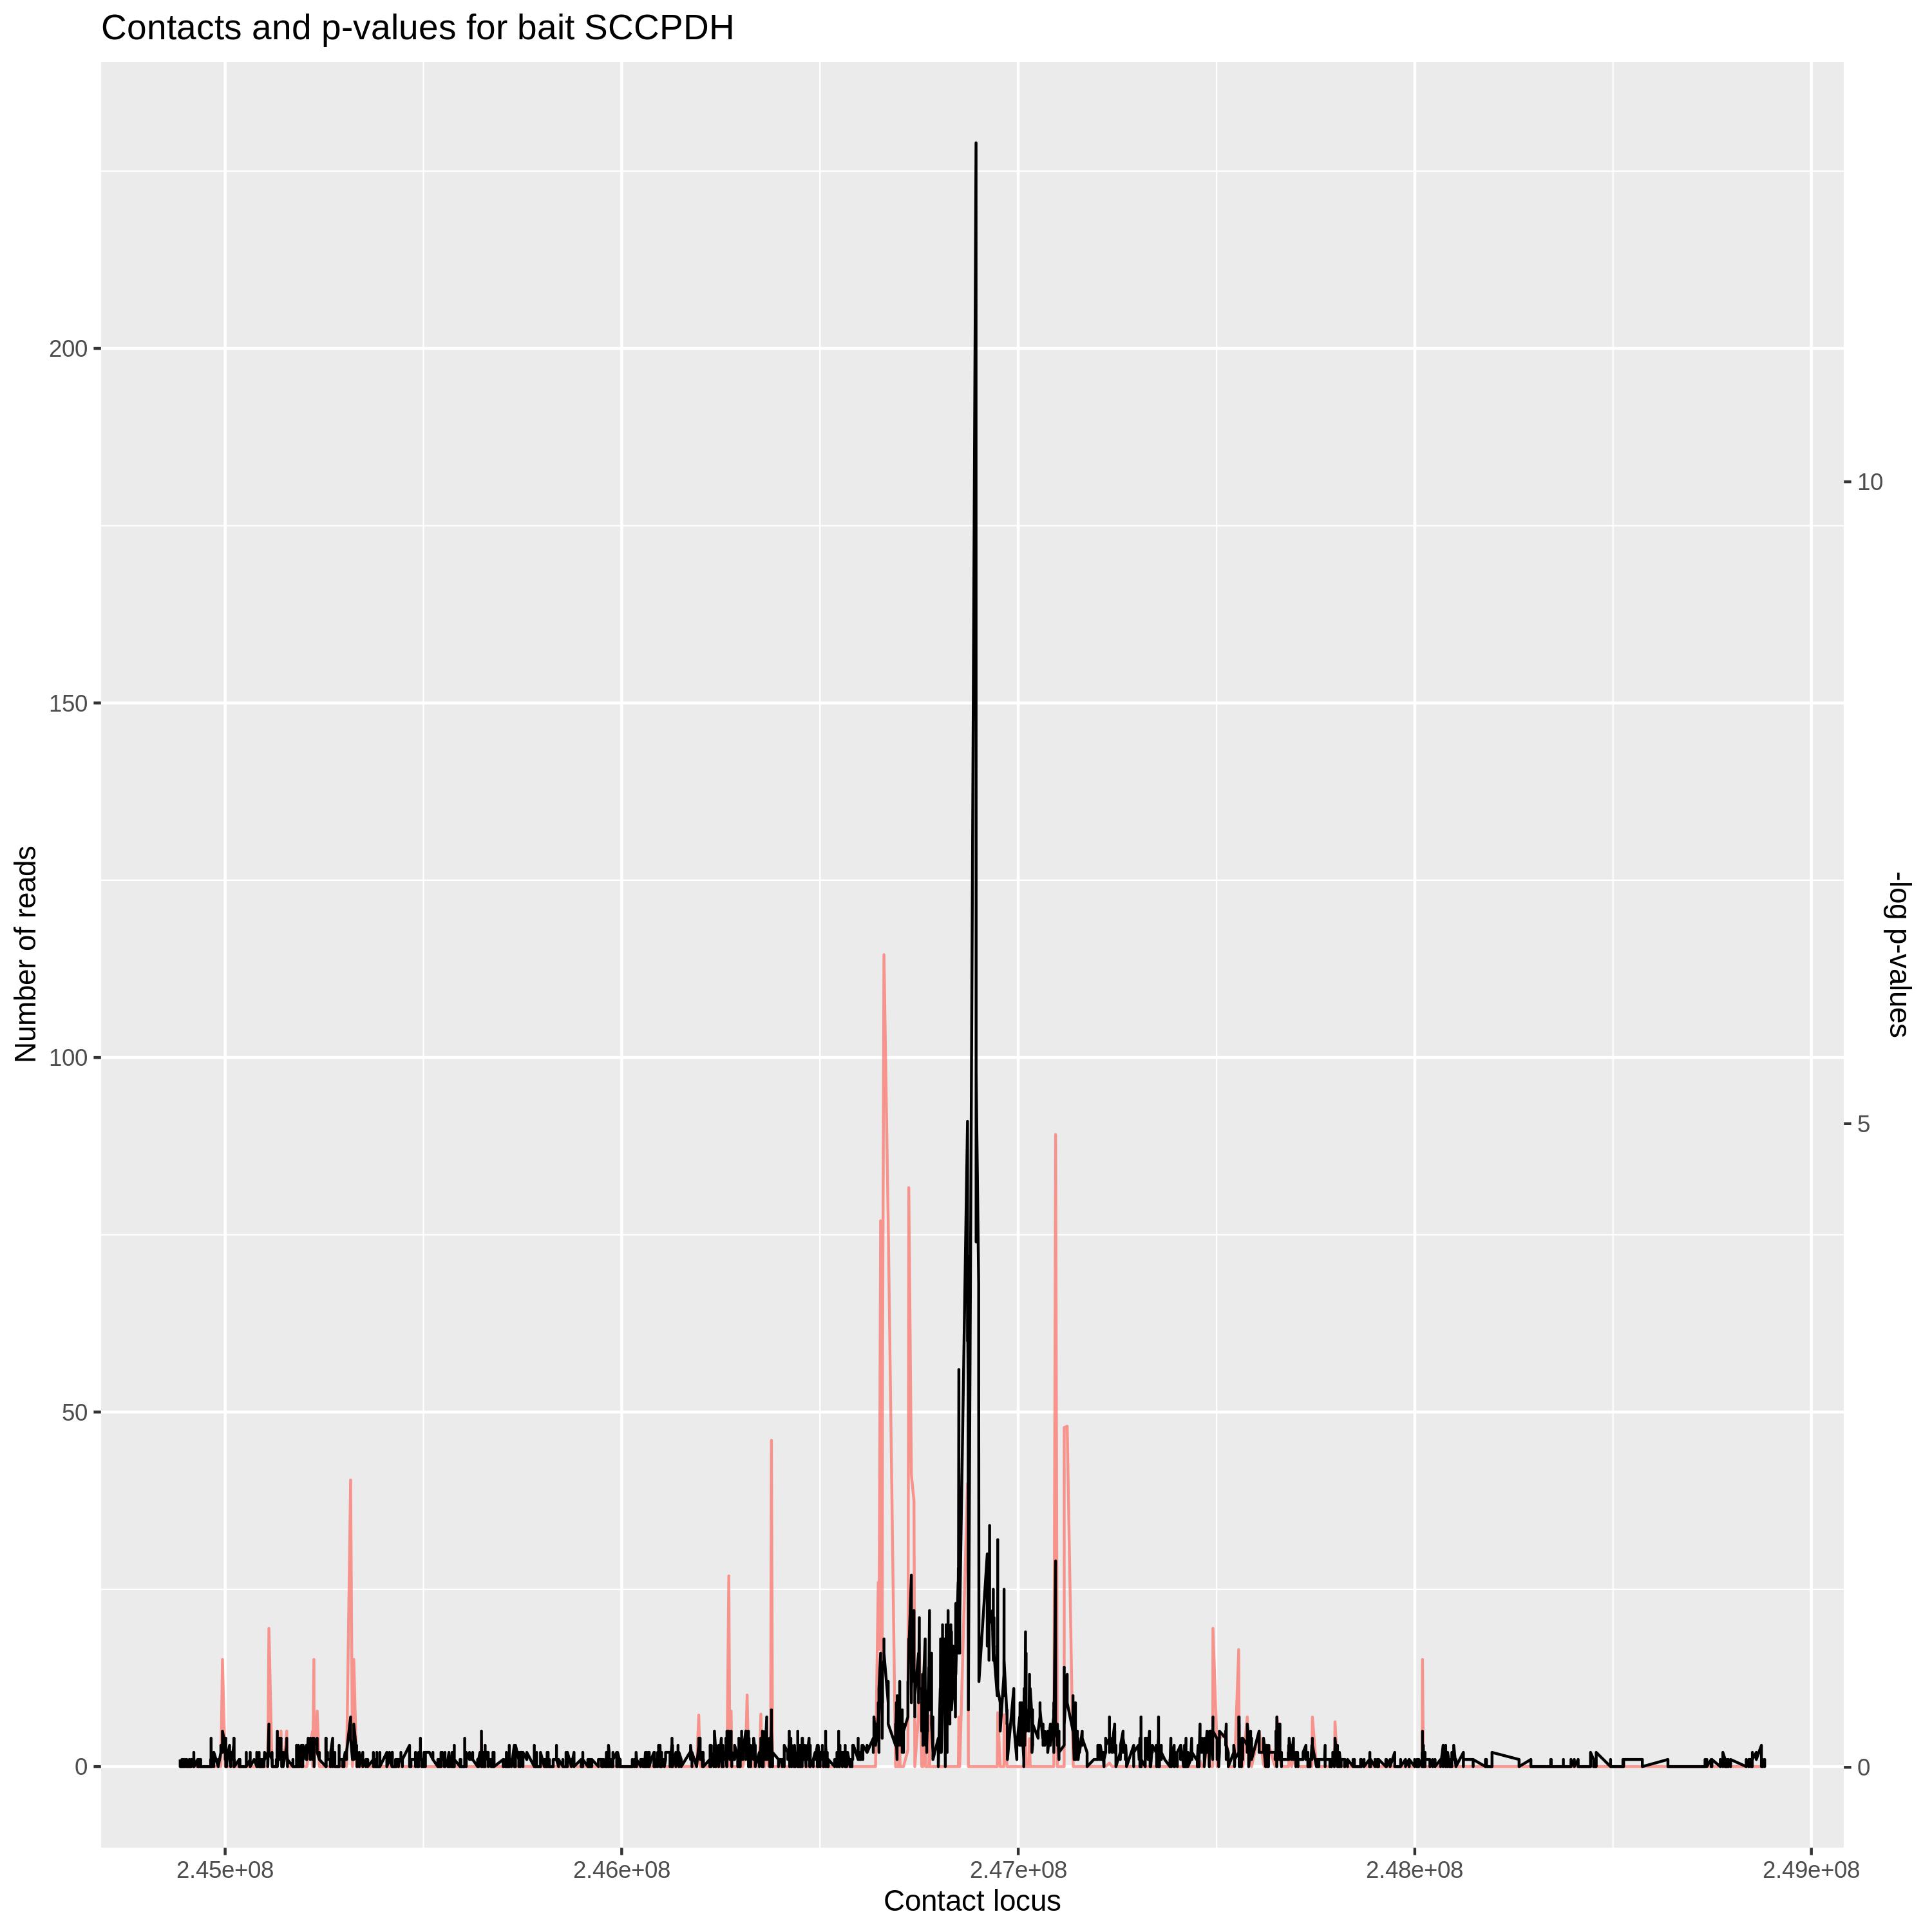 Contacts and p-values for bait SCCPDH
200
150
100
50
0
Number of reads
10
5
0
-log p-values
2.45e+08 2.46e+08 2.47e+08 2.48e+08 2.49e+08
Contact locus